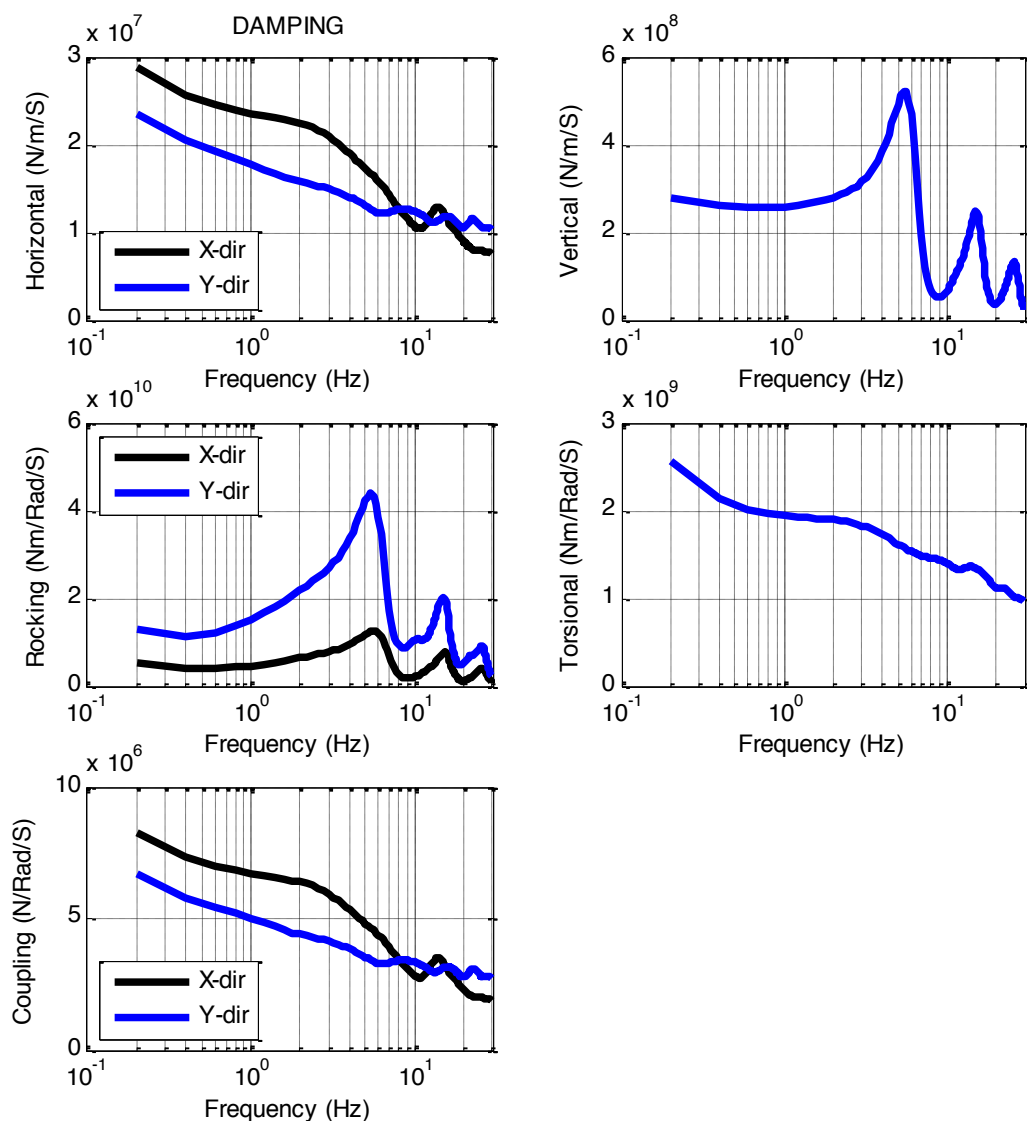 DAMPING
x 10^7
Horizontal (N/m/S)
3
2
1
0
X-dir
Y-dir
10^-1
10^0
10^1
Frequency (Hz)
x 10^8
Vertical (N/m/S)
6
4
2
0
10^-1
10^0
10^1
Frequency (Hz)
x 10^10
Rocking (Nm/Rad/S)
6
4
2
0
X-dir
Y-dir
10^-1
10^0
10^1
Frequency (Hz)
x 10^9
Torsional (Nm/Rad/S)
3
2
1
0
10^-1
10^0
10^1
Frequency (Hz)
x 10^6
Coupling (N/Rad/S)
10
5
0
X-dir
Y-dir
10^-1
10^0
10^1
Frequency (Hz)